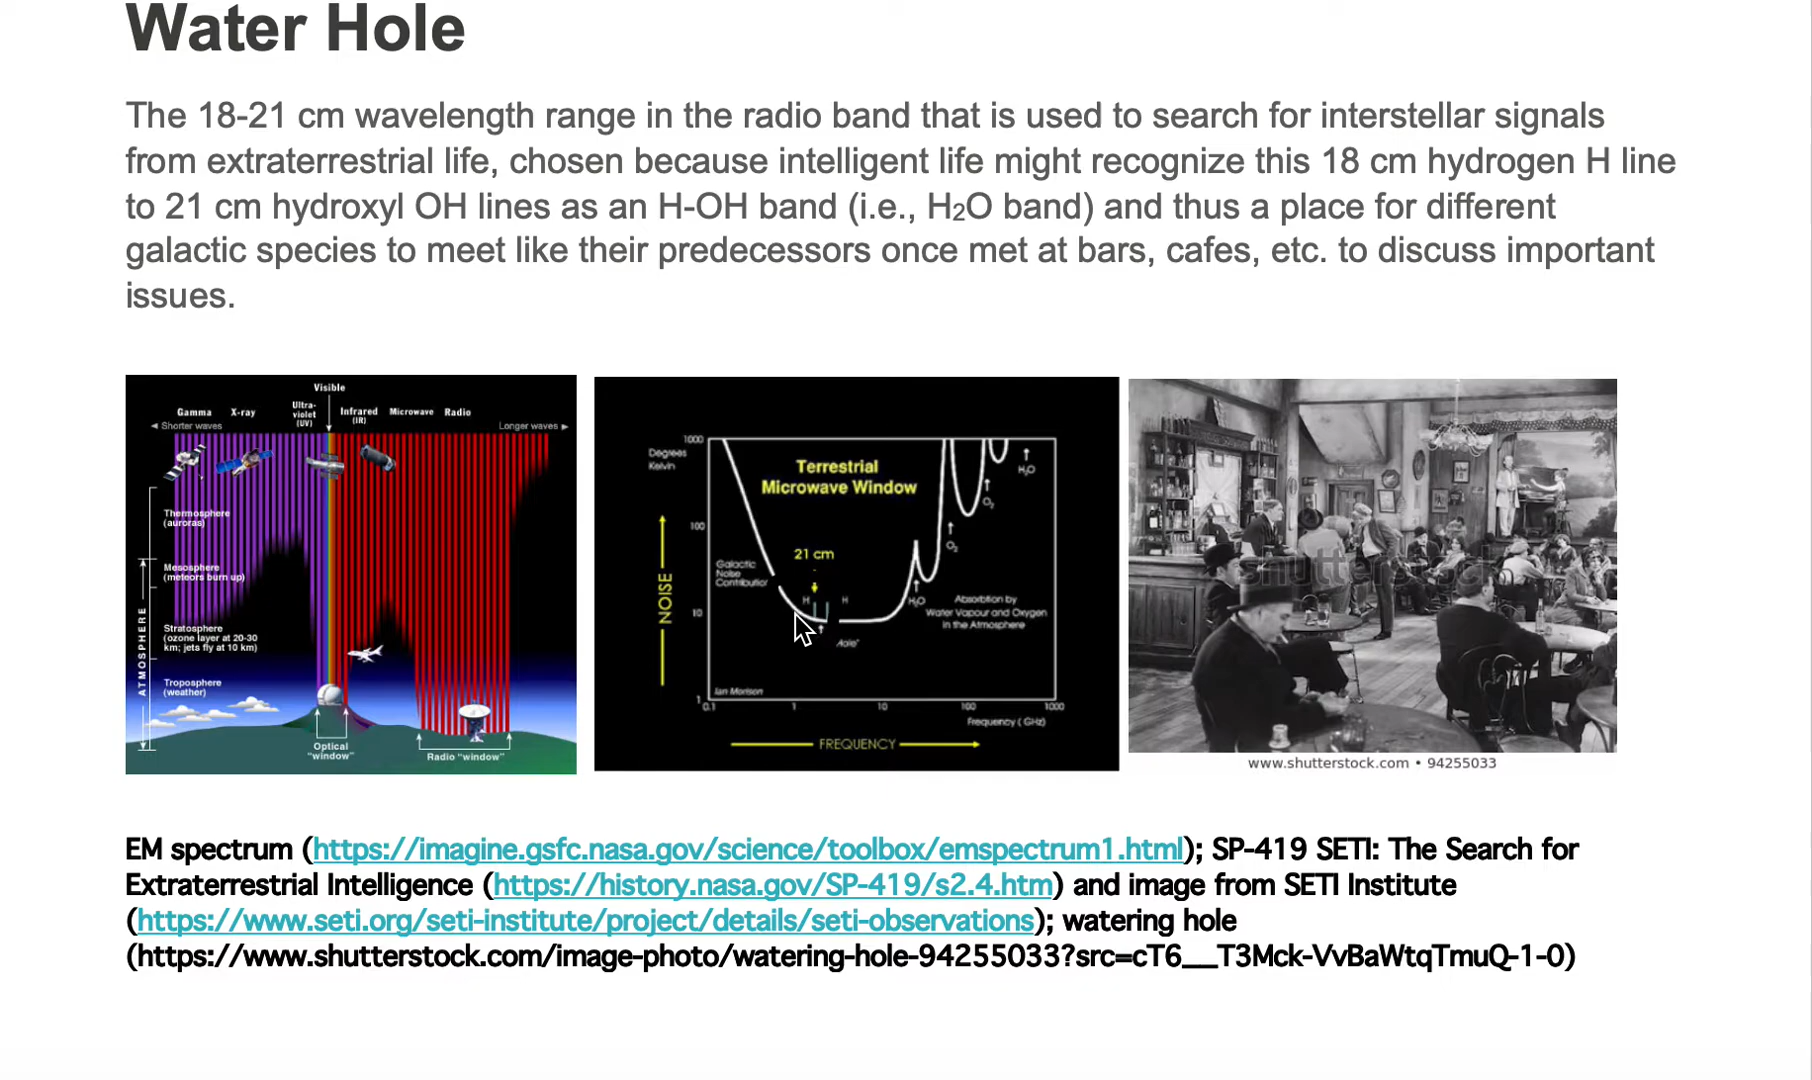 Water Hole
The 18-21 cm wavelength range in the radio band that is used to search for interstellar signals
from extraterrestrial life, chosen because intelligent life might recognize this 18 cm hydrogen H line
to 21 cm hydroxyl OH lines as an H-OH band (i.e., H2O band) and thus a place for different
galactic species to meet like their predecessors once met at bars, cafes, etc. to discuss important
issues.
Visible
Gamma X-ray Ultra-violet (UV) Infrared (IR) Microwave Radio
Shorter waves
Longer waves
Thermosphere
(auroras)
Mesosphere
(meteors burn up)
Stratosphere
(ozone layer at 20-30
km; jets fly at 10 km)
Troposphere
(weather)
ATMOSPHERE
Optical
"window"
Radio "window"
Degrees
Kelvin
1000
100
10
1
Terrestrial
Microwave Window
21 cm
Galactic
Noise
Contribution
H
H
H2O
O2
O2
H2O
Absorption by
Water Vapour and Oxygen
in the Atmosphere
NOISE
Ian Morison
0.1 1 10 100 1000
Frequency ( GHz)
FREQUENCY
shutterstock
www.shutterstock.com • 94255033
EM spectrum (https://imagine.gsfc.nasa.gov/science/toolbox/emspectrum1.html); SP-419 SETI: The Search for
Extraterrestrial Intelligence (https://history.nasa.gov/SP-419/s2.4.htm) and image from SETI Institute
(https://www.seti.org/seti-institute/project/details/seti-observations); watering hole
(https://www.shutterstock.com/image-photo/watering-hole-94255033?src=cT6__T3Mck-VvBaWtqTmuQ-1-0)